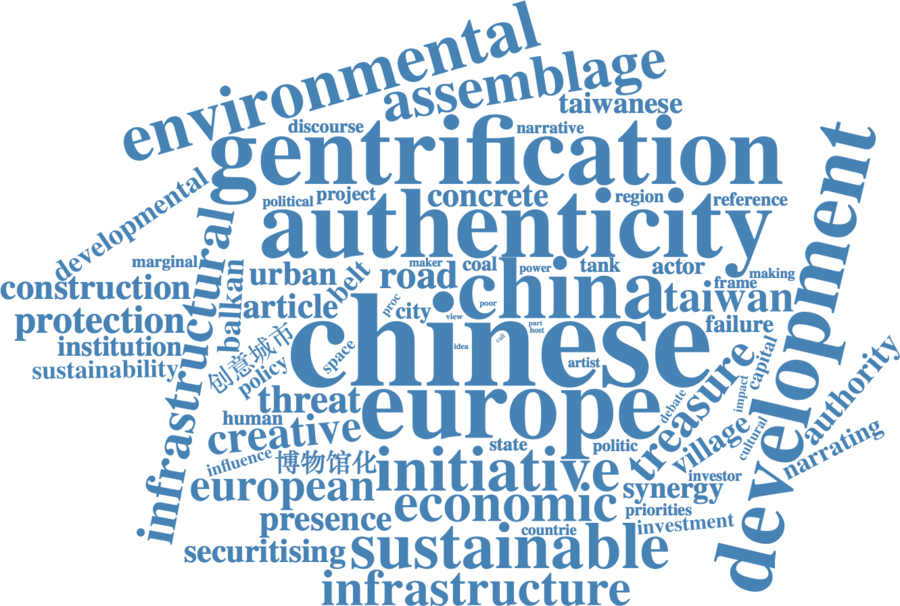 environmental
assemblage
taiwanese
discourse
narrative
gentrification
developmental
political
project
concrete
region
reference
authenticity
development
marginal
infrastructural
balkan
urban
belt
road
maker
coal
power
tank
actor
making
frame
construction
article
proc
city
china
taiwan
protection
view
poor
part
host
failure
institution
创意城市
space
chinese
idea
call
artist
sustainability
policy
treasure
capital
impact
authority
threat
europe
debate
human
creative
state
politic
village
cultural
narrating
influence
博物馆化
initiative
investor
european
economic
synergy
presence
priorities
countrie
investment
securitising
sustainable
infrastructure